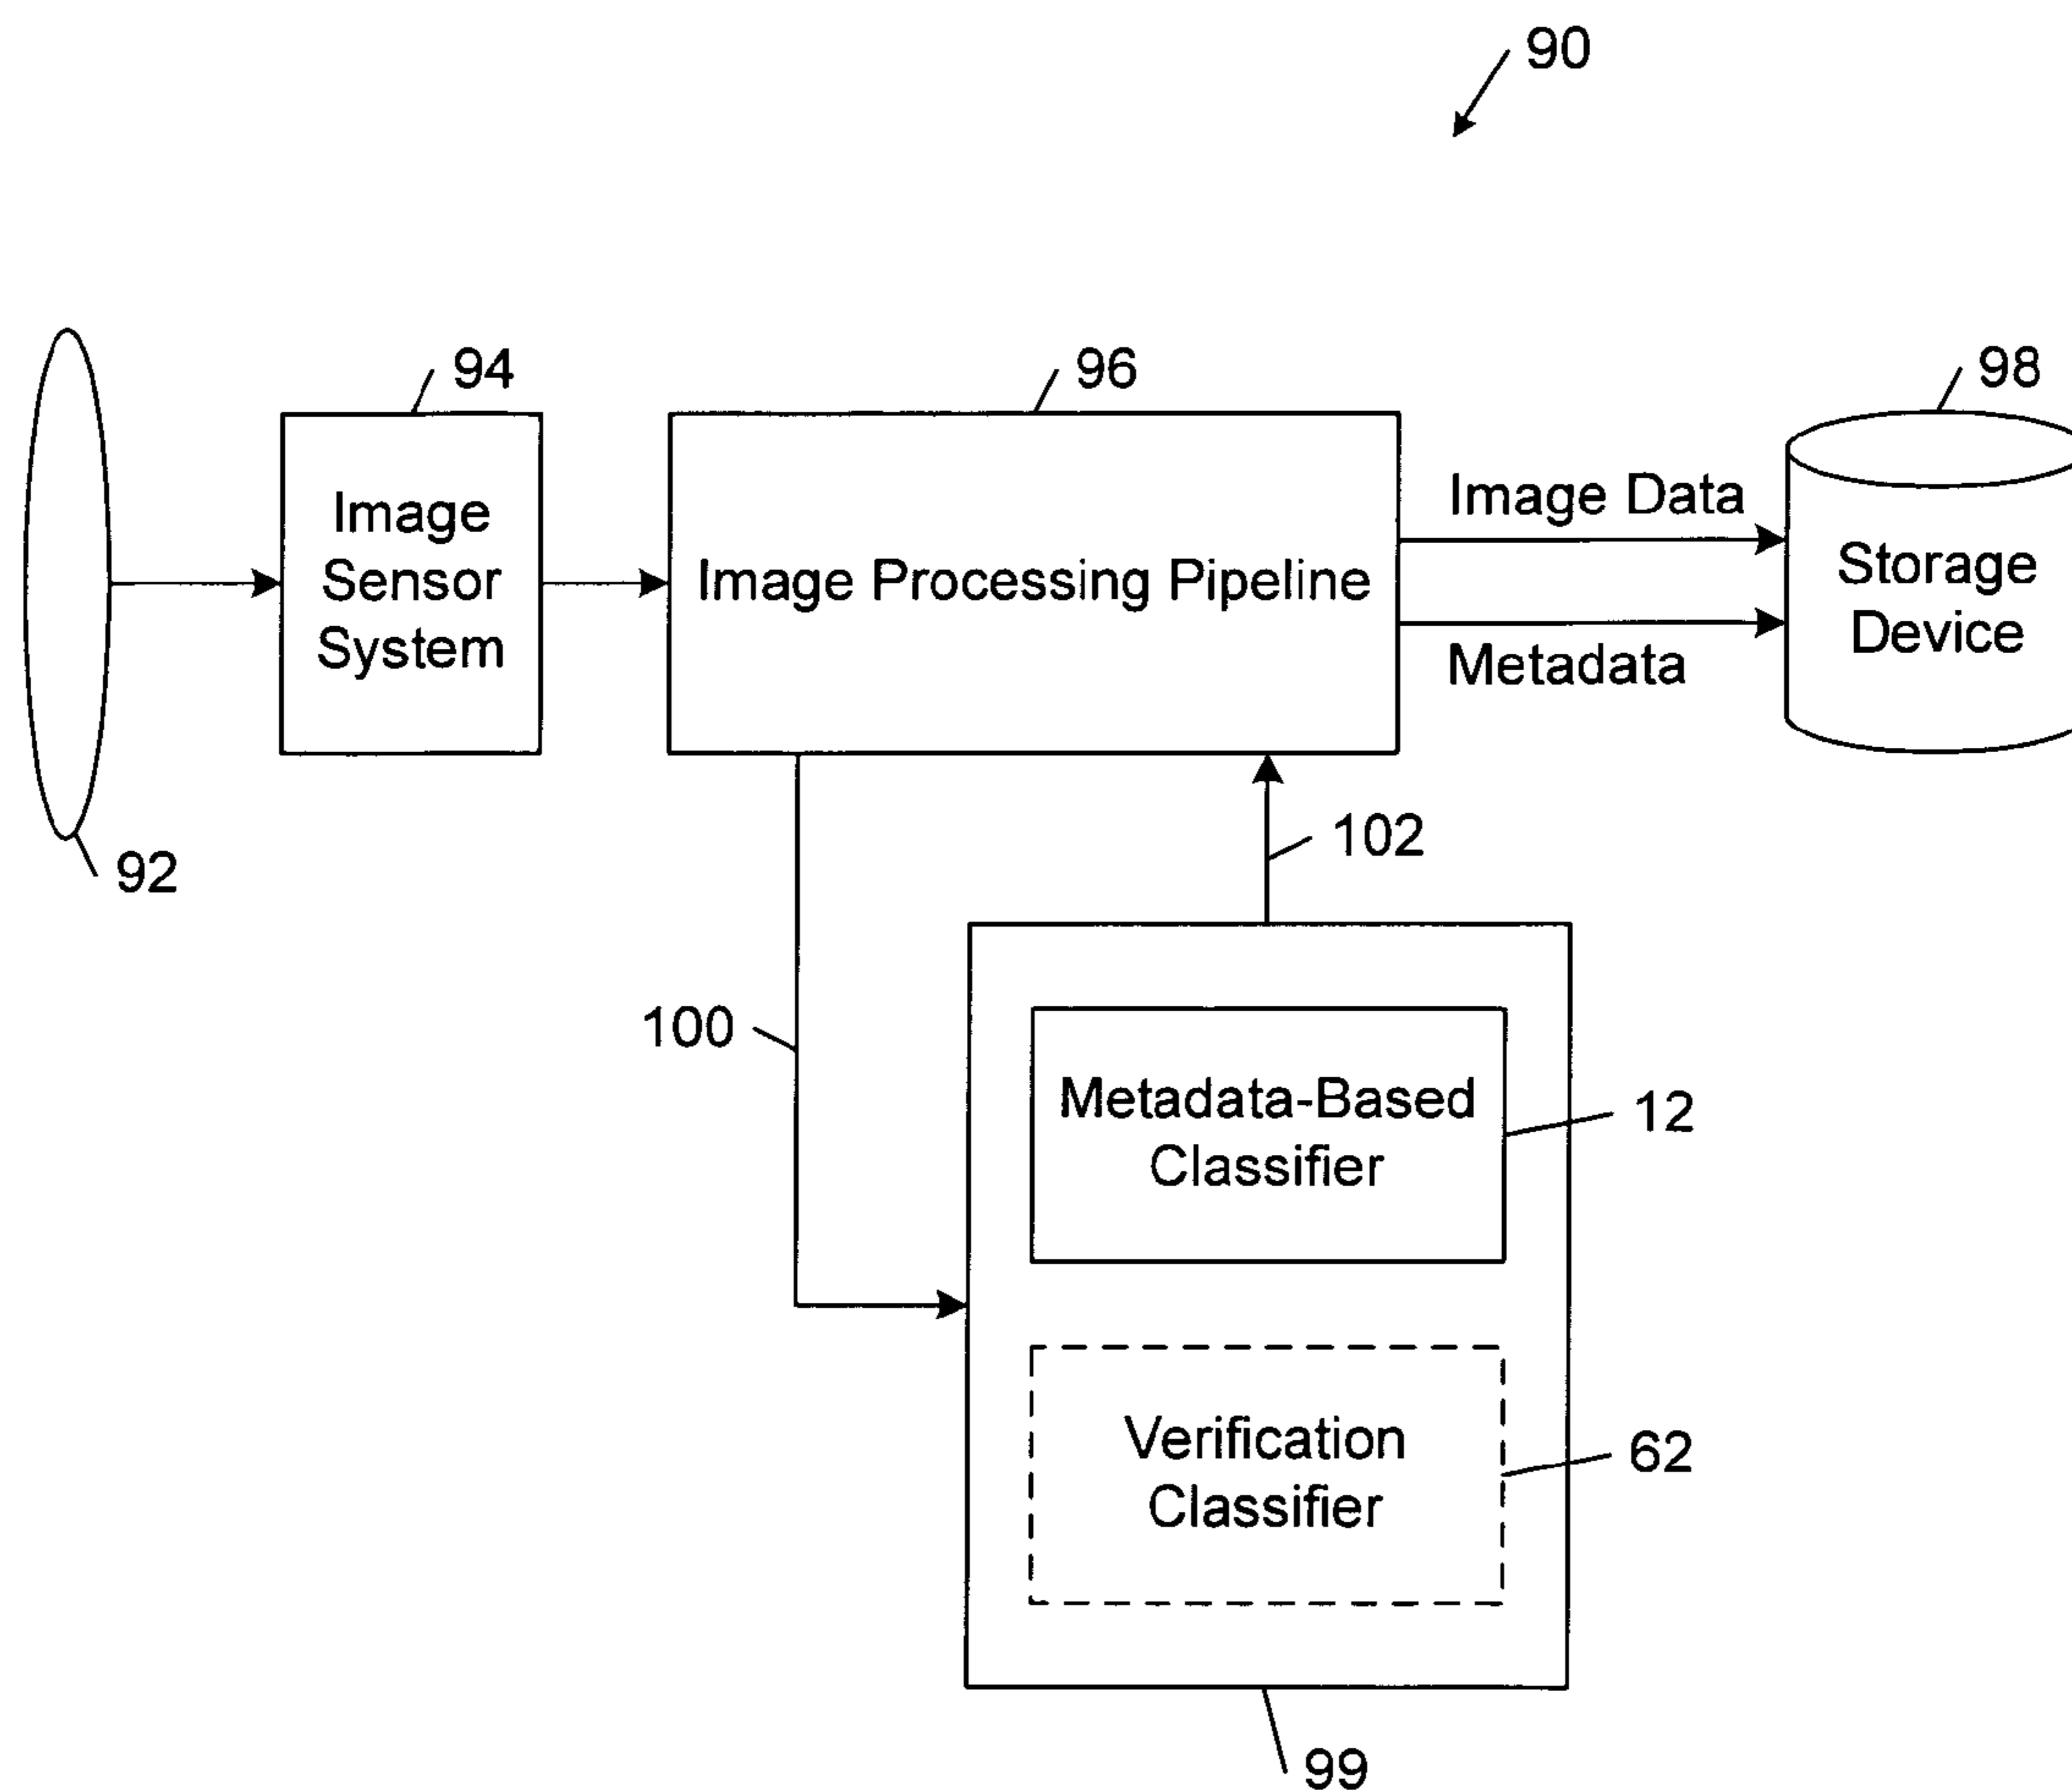 90
94
96
98
Image
Sensor
System
Image Processing Pipeline
Image Data
Metadata
Storage
Device
92
102
100
Metadata-Based
Classifier
12
Verification
Classifier
62
99